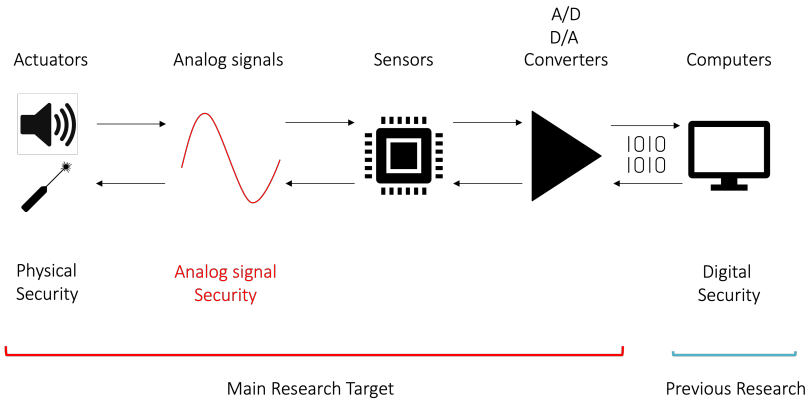 A/D
D/A
Actuators
Analog signals
Sensors
Converters
Computers
1010
1010
Physical
Security
Analog signal
Security
Digital
Security
Main Research Target
Previous Research